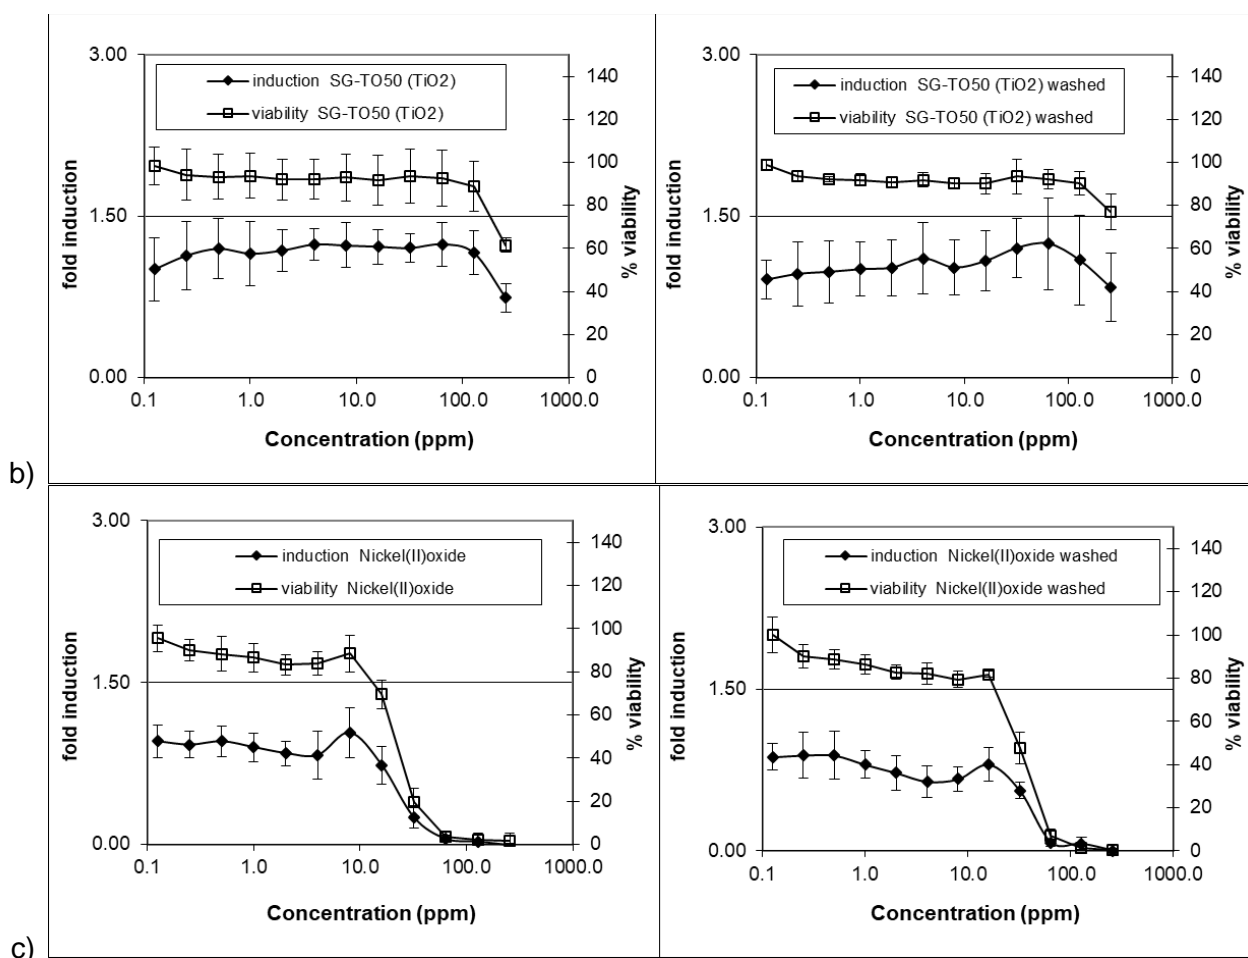 3.00
1.50
0.00
fold induction
induction SG-TO50 (TiO2)
viability SG-TO50 (TiO2)
140
120
100
80
60
40
20
0
% viability
0.1 1.0 10.0 100.0 1000.0
Concentration (ppm)
3.00
1.50
0.00
fold induction
induction SG-TO50 (TiO2) washed
viability SG-TO50 (TiO2) washed
140
120
100
80
60
40
20
0
% viability
0.1 1.0 10.0 100.0 1000.0
Concentration (ppm)
b)
3.00
1.50
0.00
fold induction
induction Nickel(II)oxide
viability Nickel(II)oxide
140
120
100
80
60
40
20
0
% viability
0.1 1.0 10.0 100.0 1000.0
Concentration (ppm)
3.00
1.50
0.00
fold induction
induction Nickel(II)oxide washed
viability Nickel(II)oxide washed
140
120
100
80
60
40
20
0
% viability
0.1 1.0 10.0 100.0 1000.0
Concentration (ppm)
c)